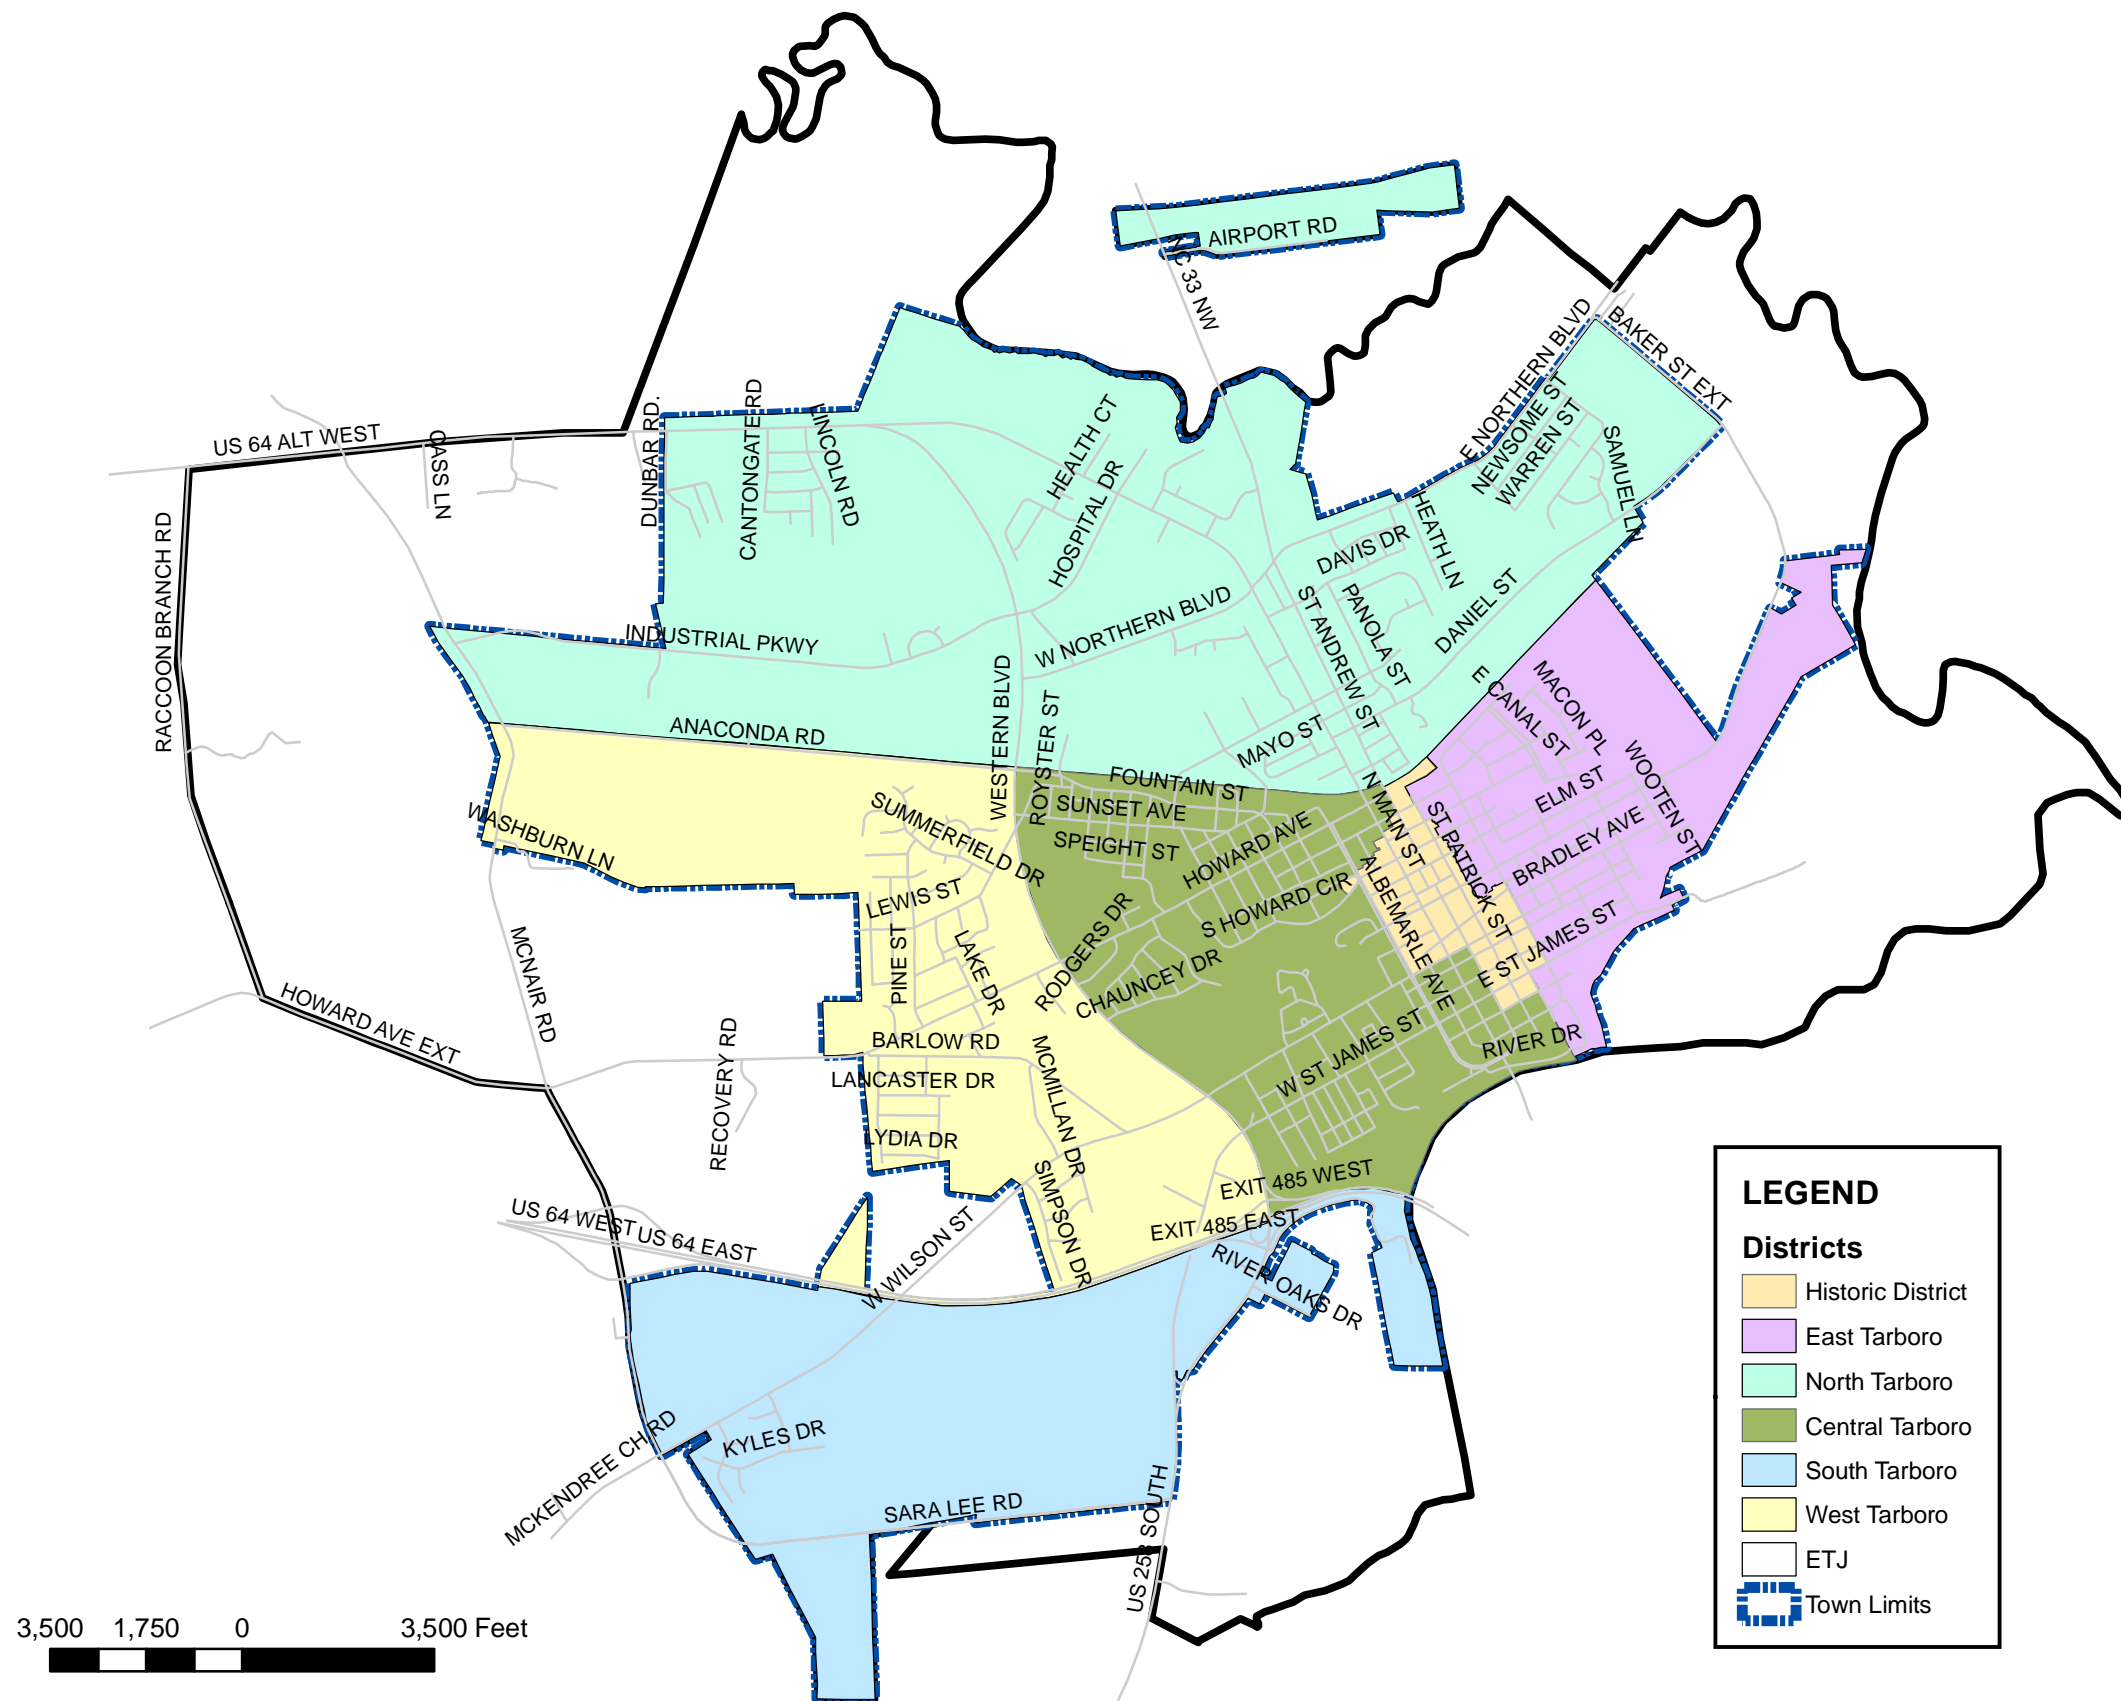 AIRPORT RD
NC 33 NW
BAKER ST EXT
E NORTHERN BLVD
NEWSOME ST
WARREN ST
SAMUEL LN
US 64 ALT WEST
CASS LN
DUNBAR RD.
CANTONGATE RD
LINCOLN RD
HEALTH CT
HOSPITAL DR
HEATH LN
DAVIS DR
RACCOON BRANCH RD
INDUSTRIAL PKWY
W NORTHERN BLVD
ST ANDREW ST
PANOLA ST
DANIEL ST
E CANAL ST
MACON PL
WOOTEN ST
ANACONDA RD
WESTERN BLVD
ROYSTER ST
MAYO ST
FOUNTAIN ST
SUNSET AVE
SPEIGHT ST
N MAIN ST
ELM ST
ST PATRICK ST
BRADLEY AVE
WASHBURN LN
SUMMERFIELD DR
HOWARD AVE
S HOWARD CIR
ALBEMARLE AVE
LEWIS ST
PINE ST
LAKE DR
RODGERS DR
CHAUNCEY DR
E ST JAMES ST
MCNAIR RD
HOWARD AVE EXT
RECOVERY RD
BARLOW RD
LANCASTER DR
LYDIA DR
MCMILLAN DR
W ST JAMES ST
RIVER DR
SIMPSON DR
EXIT 485 WEST
EXIT 485 EAST
US 64 WEST
US 64 EAST
W WILSON ST
RIVER OAKS DR
MCKENDREE CH RD
KYLES DR
SARA LEE RD
US 258 SOUTH
LEGEND
Districts
Historic District
East Tarboro
North Tarboro
Central Tarboro
South Tarboro
West Tarboro
ETJ
Town Limits
3,500 1,750 0 3,500 Feet